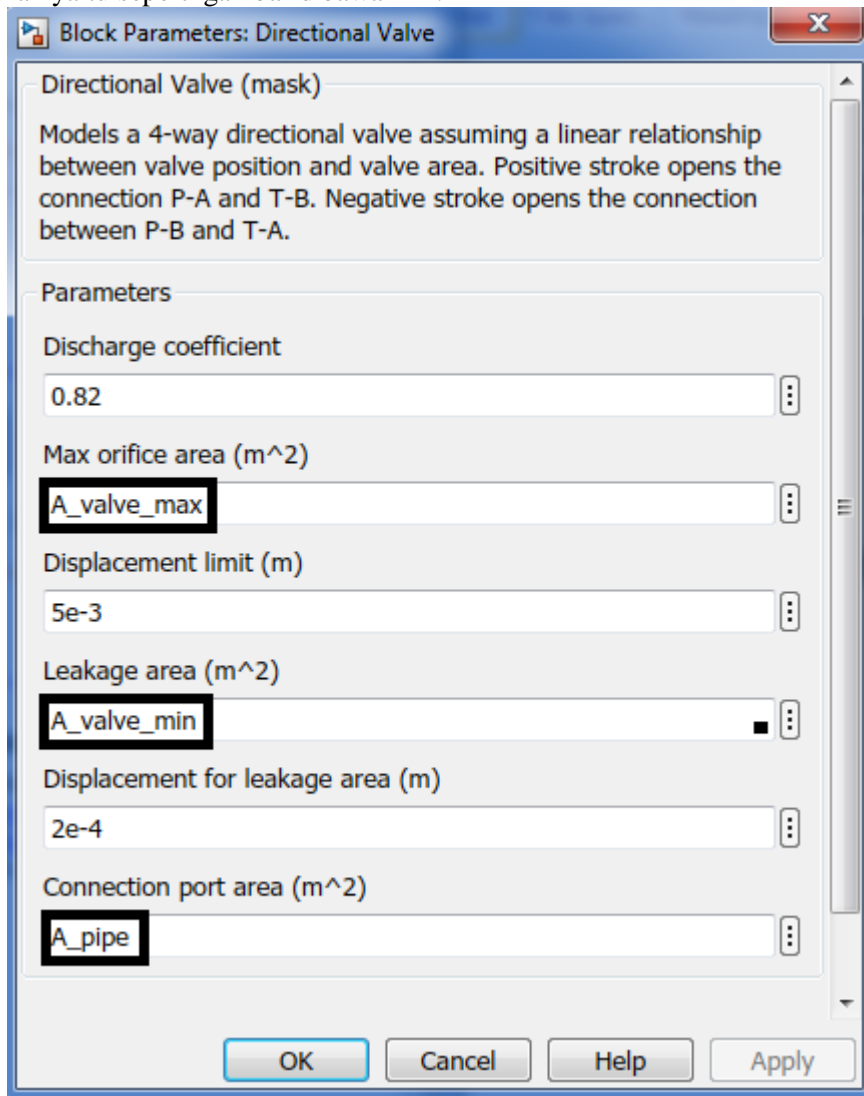 Block Parameters: Directional Valve
Directional Valve (mask)
Models a 4-way directional valve assuming a linear relationship
between valve position and valve area. Positive stroke opens the
connection P-A and T-B. Negative stroke opens the connection
between P-B and T-A.
Parameters
Discharge coefficient
0.82
Max orifice area (m^2)
A_valve_max
Displacement limit (m)
5e-3
Leakage area (m^2)
A_valve_min
Displacement for leakage area (m)
2e-4
Connection port area (m^2)
A_pipe
OK Cancel Help Apply